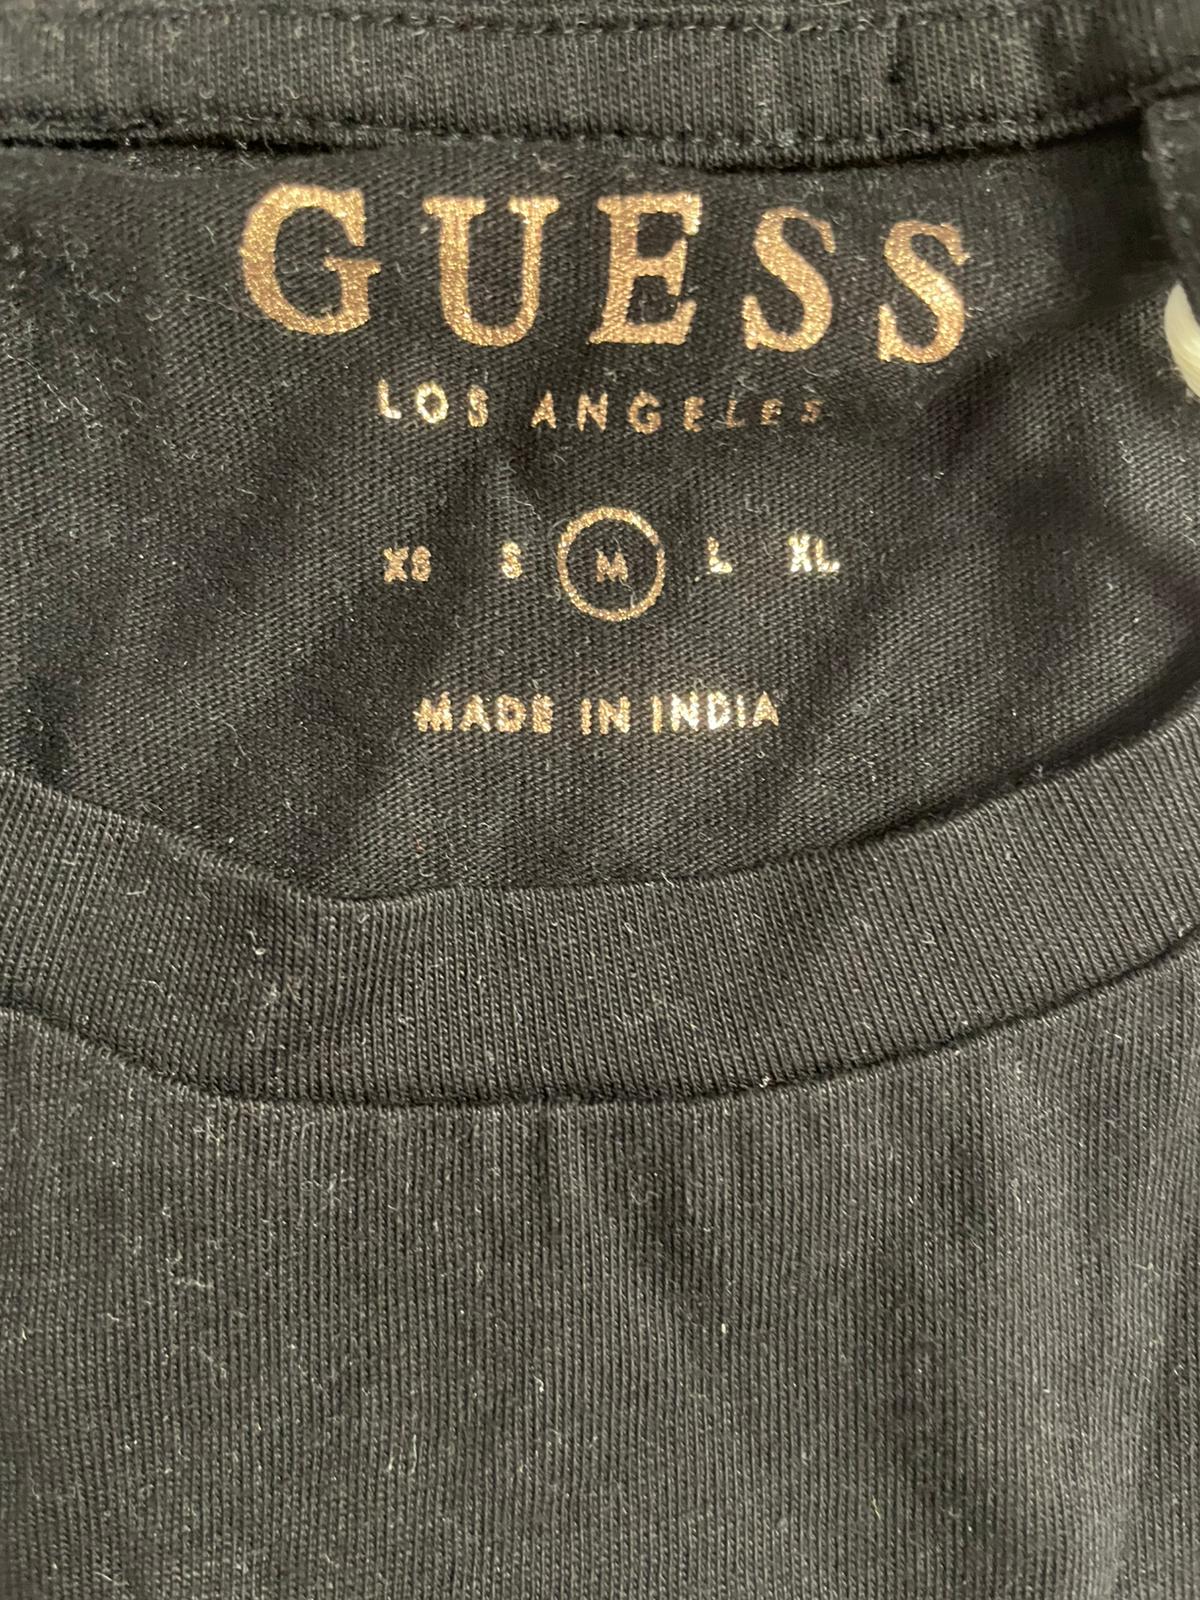 GUESS
LOS ANGELES
XS S M L XL
MADE IN INDIA